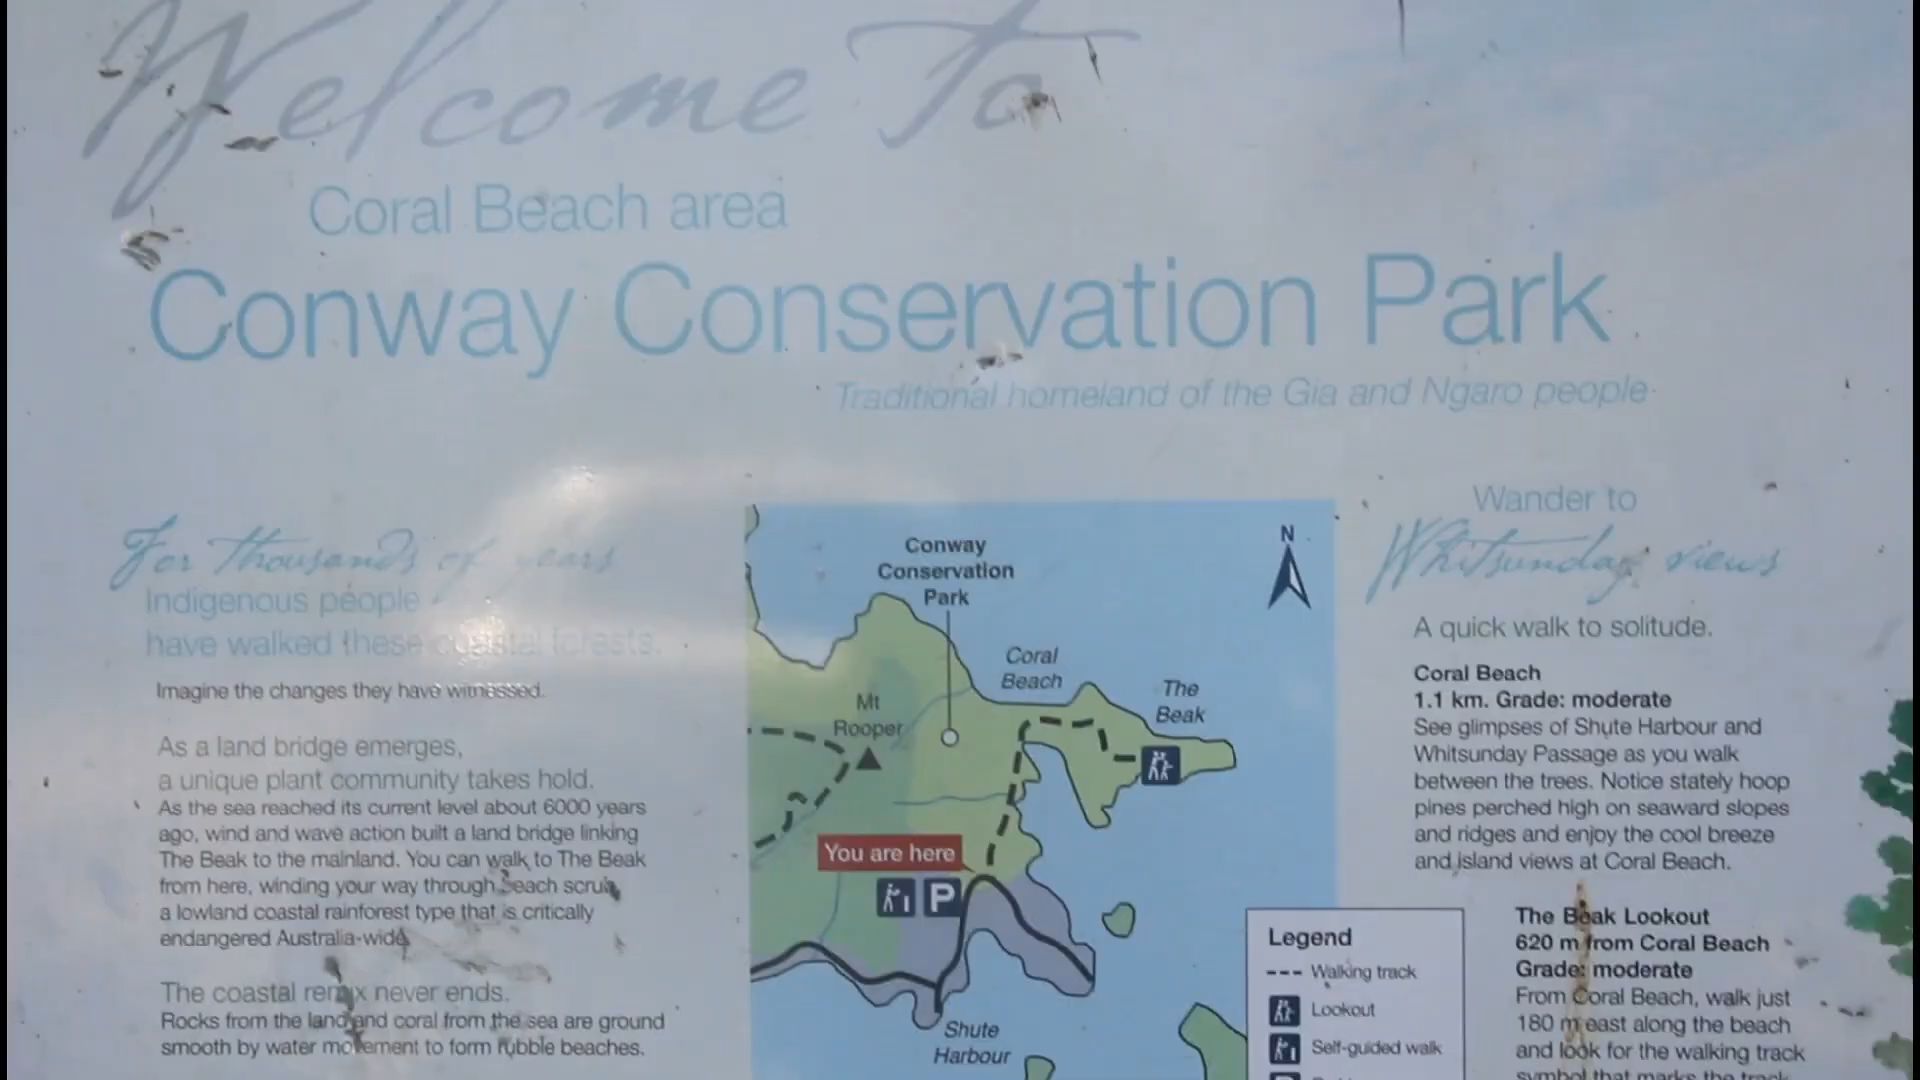 Welcome to
Coral Beach area
Conway Conservation Park
Traditional homeland of the Gia and Ngaro people
For thousands of years
Indigenous people
have walked these coastal forests.
Imagine the changes they have witnessed.
As a land bridge emerges,
a unique plant community takes hold.
As the sea reached its current level about 6000 years
ago, wind and wave action built a land bridge linking
The Beak to the mainland. You can walk to The Beak
from here, winding your way through beach scrub,
a lowland coastal rainforest type that is critically
endangered Australia-wide.
The coastal remix never ends.
Rocks from the land and coral from the sea are ground
smooth by water movement to form rubble beaches.
Conway
Conservation
Park
N
Coral
Beach
The
Beak
Mt
Rooper
You are here
P
Shute
Harbour
Legend
Walking track
Lookout
Self-guided walk
Wander to
Whitsunday views
A quick walk to solitude.
Coral Beach
1.1 km. Grade: moderate
See glimpses of Shute Harbour and
Whitsunday Passage as you walk
between the trees. Notice stately hoop
pines perched high on seaward slopes
and ridges and enjoy the cool breeze
and island views at Coral Beach.
The Beak Lookout
620 m from Coral Beach
Grade: moderate
From Coral Beach, walk just
180 m east along the beach
and look for the walking track
symbol that marks the track